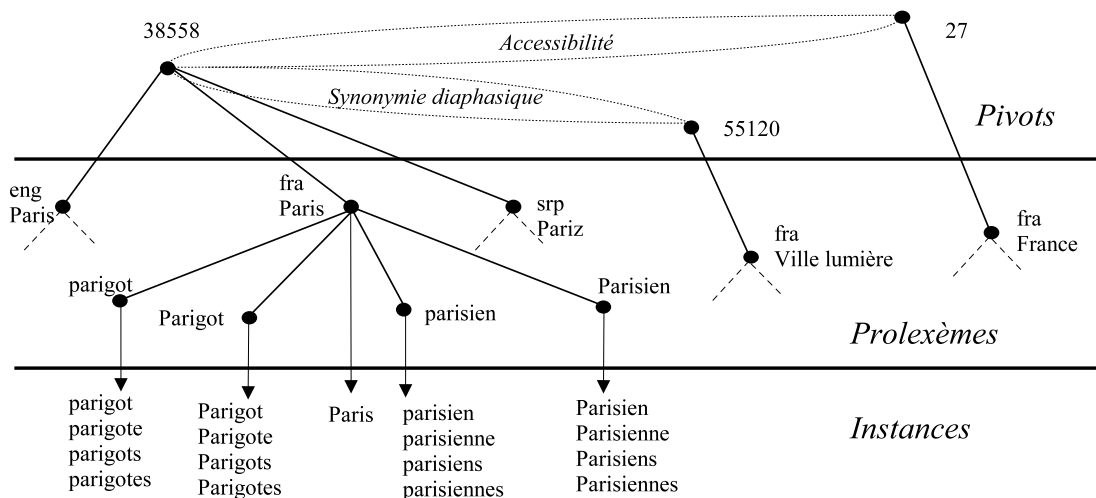 38558
27
Accessibilité
Synonymie diaphasique
55120
Pivots
eng
Paris
fra
Paris
srp
Pariz
fra
Ville lumière
fra
France
parigot
Parigot
parisien
Parisien
Prolexèmes
parigot
parigote
parigots
parigotes
Parigot
Parigote
Parigots
Parigotes
Paris
parisien
parisienne
parisiens
parisiennes
Parisien
Parisienne
Parisiens
Parisiennes
Instances